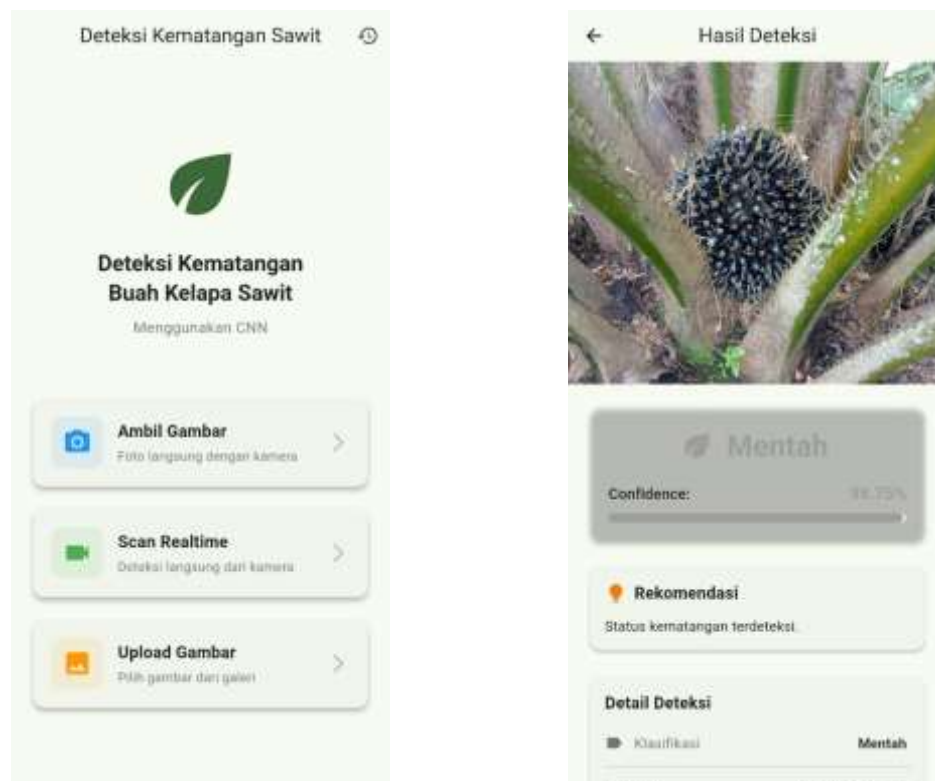 Deteksi Kematangan Sawit
Deteksi Kematangan
Buah Kelapa Sawit
Menggunakan CNN
Ambil Gambar
Foto langsung dengan kamera
Scan Realtime
Deteksi langsung dari kamera
Upload Gambar
Pilih gambar dari galeri
Hasil Deteksi
Mentah
Confidence:
Rekomendasi
Status kematangan terdeteksi.
Detail Deteksi
Klasifikasi Mentah